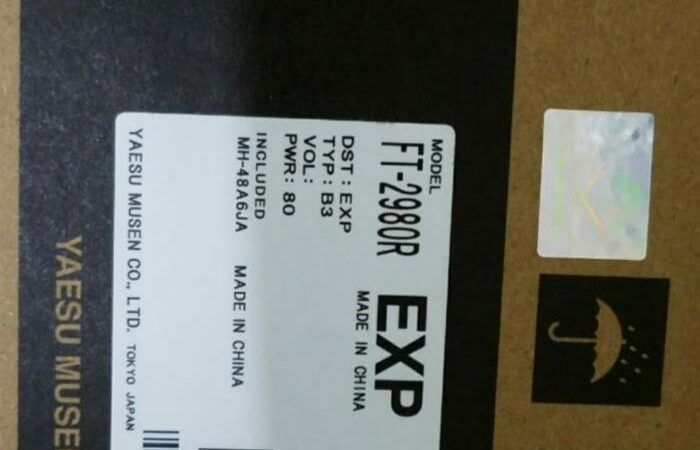 MODEL
FT-2980R EXP
MADE IN CHINA
DST: EXP
TYP: B3
VOL:
PWR: 80
INCLUDED
MH-48A6JA MADE IN CHINA
YAESU MUSEN CO., LTD. TOKYO JAPAN
YAESU MUSE